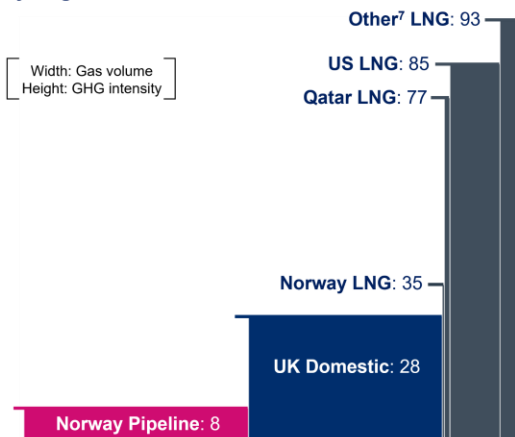 Other⁷ LNG: 93
US LNG: 85
Width: Gas volume
Height: GHG intensity
Qatar LNG: 77
Norway LNG: 35
UK Domestic: 28
Norway Pipeline: 8